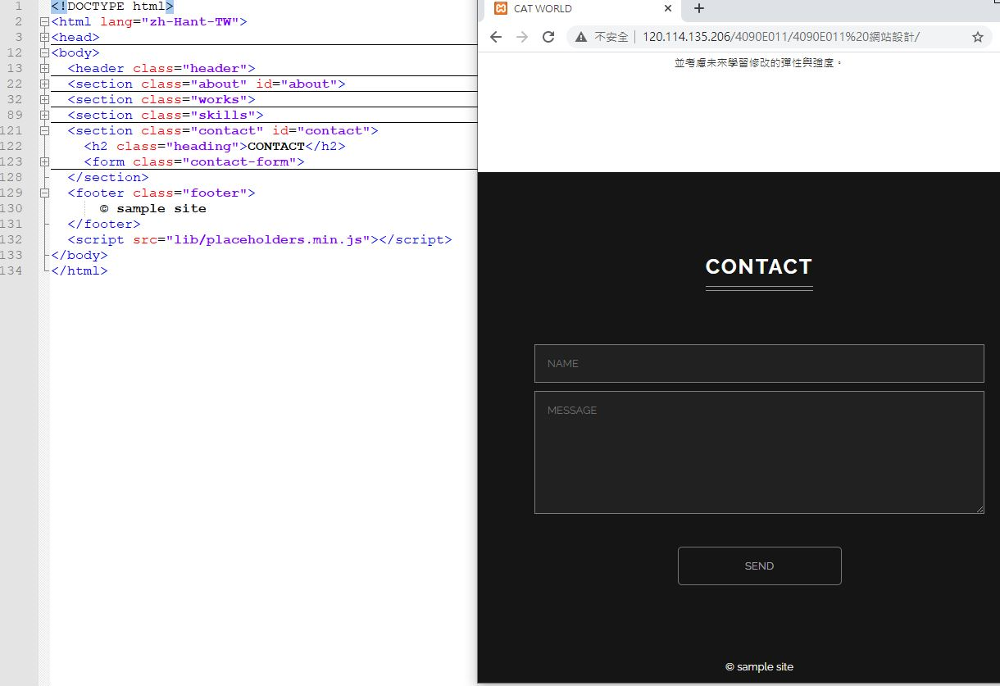 1 <!DOCTYPE html>
2 <html lang="zh-Hant-TW">
3 <head>
12 <body>
13 <header class="header">
22 <section class="about" id="about">
32 <section class="works">
89 <section class="skills">
121 <section class="contact" id="contact">
122 <h2 class="heading">CONTACT</h2>
123 <form class="contact-form">
128 </section>
129 <footer class="footer">
130 © sample site
131 </footer>
132 <script src="lib/placeholders.min.js"></script>
133 </body>
134 </html>
CAT WORLD
不安全 120.114.135.206/4090E011/4090E011%20網站設計/
並考慮未來學習修改的彈性與強度。
CONTACT
NAME
MESSAGE
SEND
© sample site